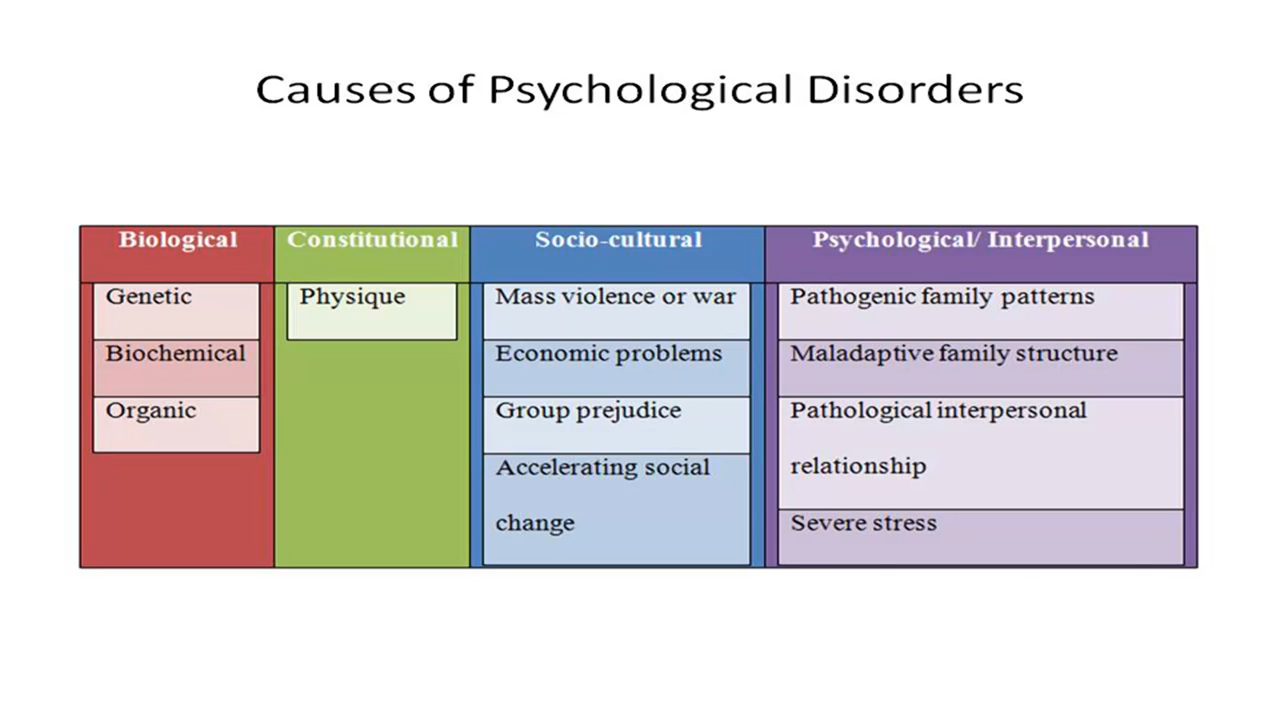 Causes of Psychological Disorders
Biological
Constitutional
Socio-cultural
Psychological/ Interpersonal
Genetic
Physique
Mass violence or war
Pathogenic family patterns
Biochemical
Economic problems
Maladaptive family structure
Organic
Group prejudice
Pathological interpersonal
relationship
Accelerating social
change
Severe stress